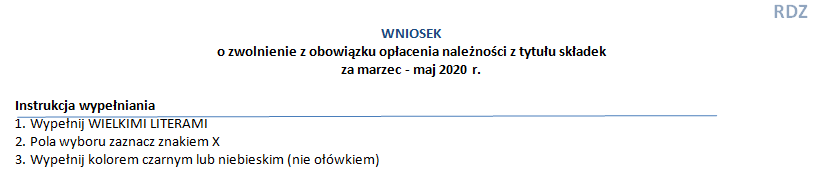 RDZ
WNIOSEK
o zwolnienie z obowiązku opłacenia należności z tytułu składek
za marzec - maj 2020 r.
Instrukcja wypełniania
1. Wypełnij WIELKIMI LITERAMI
2. Pola wyboru zaznacz znakiem X
3. Wypełnij kolorem czarnym lub niebieskim (nie ołówkiem)